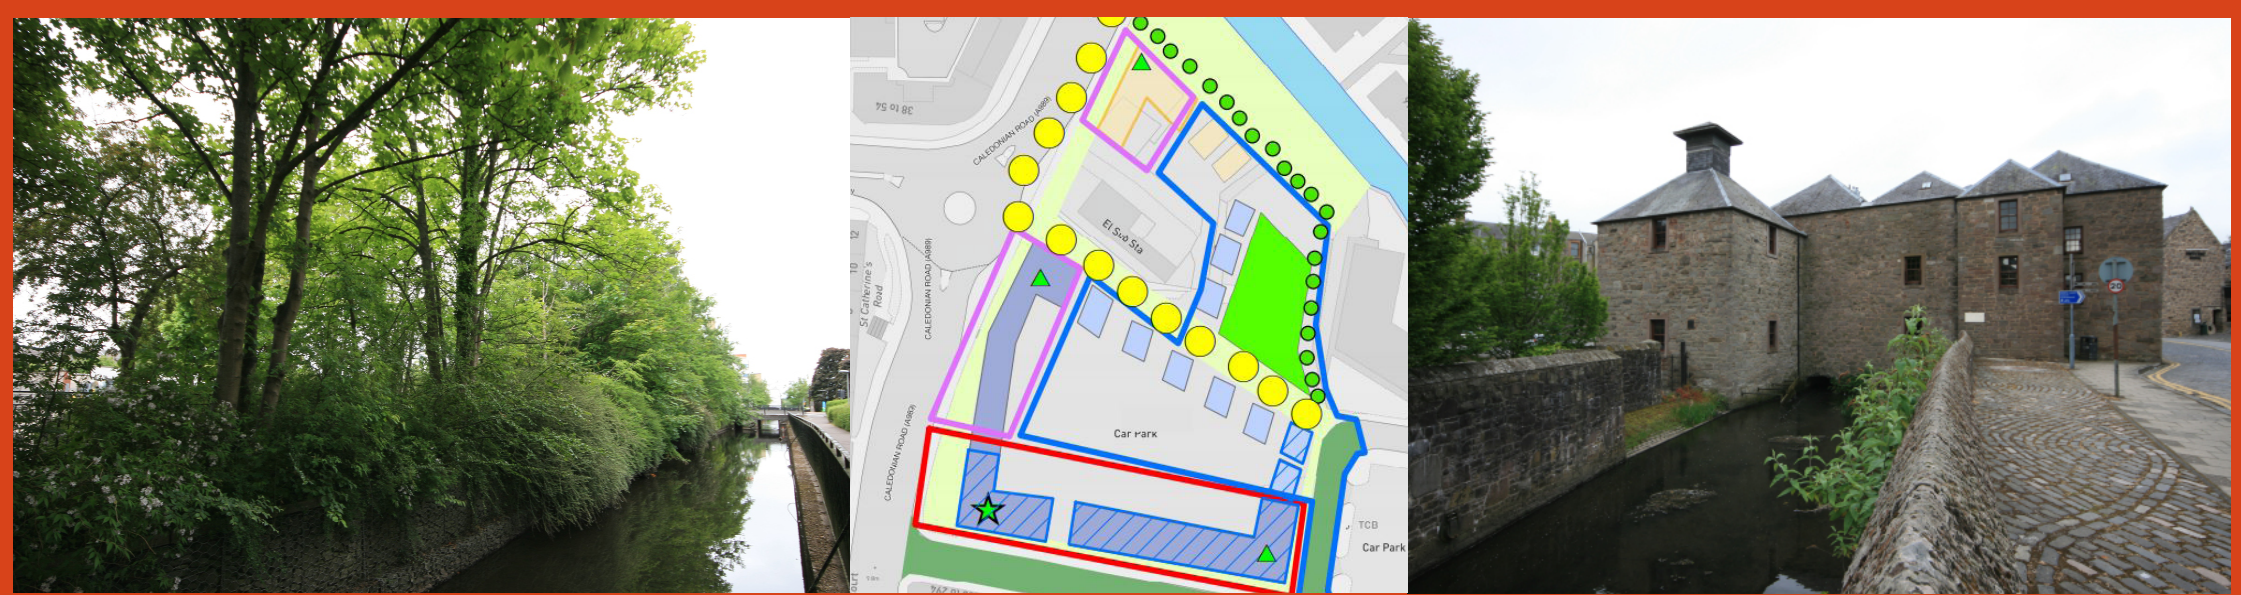 38 to 54
CALEDONIAN ROAD (A989)
El Sub Sta
St Catherine's
Road
CALEDONIAN ROAD (A989)
Car Park
CALEDONIAN ROAD (A989)
TCB
Car Park
20